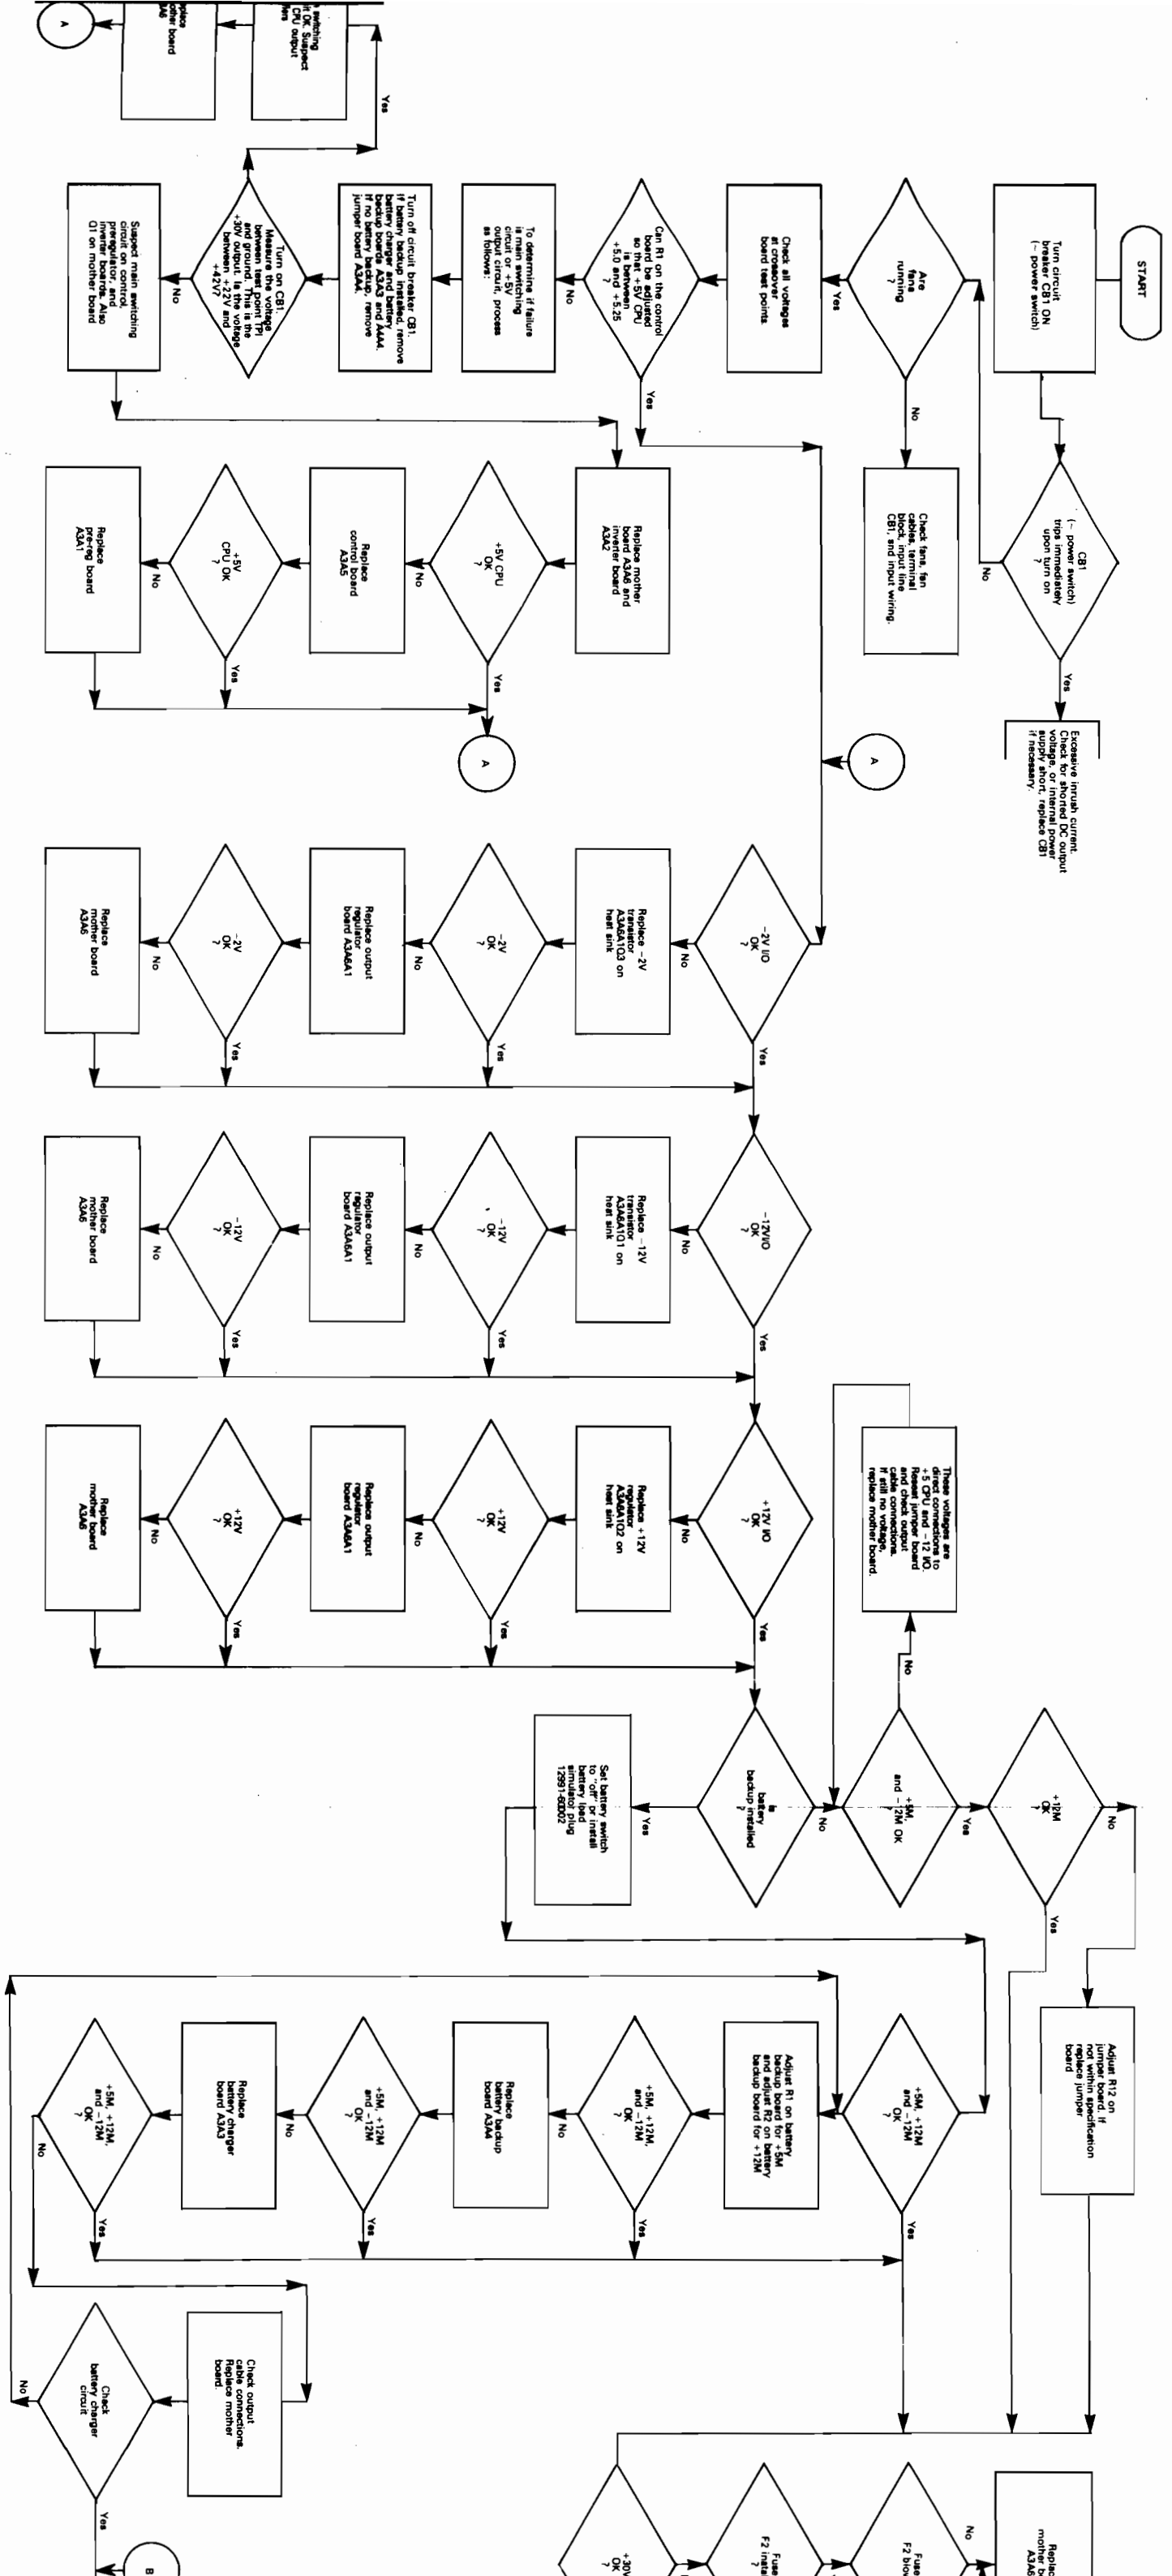 START
Turn circuit
breaker CB1 ON
(~ power switch)
CB1
(~ power switch)
trips immediately
upon turn on
?
Yes
Excessive inrush current.
Check for shorted DC output
voltage, or internal power
supply short, replace CB1
if necessary.
No
Are
fans
running
?
No
Check fans, fan
cables, terminal
block, input line
CB1, and input wiring.
Yes
Check all voltages
at crossover
board test points.
Can R1 on the control
board be adjusted
so that +5V CPU
is between
+5.0 and +5.25
?
Yes
No
To determine if failure
is main switching
circuit or +5V
output circuit, process
as follows:
Turn off circuit breaker CB1.
If battery backup installed, remove
battery charger and battery
backup boards A3A3 and A4A4.
If no battery backup, remove
jumper board A3A4.
Turn on CB1.
Measure the voltage
between test point TP1
and ground. This is the
+30V output. Is the voltage
between +22V and
+42V?
Yes
switching
it OK. Suspect
CPU output
place
other board
A
No
Suspect main switching
circuit on control,
preregulator, and
inverter boards. Also
Q1 on mother board
Replace mother
board A3A6 and
inverter board
A3A2
+5V CPU
OK
?
Yes
A
No
Replace
control board
A3A5
+5V
CPU OK
?
Yes
No
Replace
pre-reg board
A3A1
A
-2V I/O
OK
?
Yes
No
Replace -2V
transistor
A3A6A1Q3 on
heat sink
-2V
OK
?
Yes
No
Replace output
regulator
board A3A6A1
-2V
OK
?
Yes
No
Replace
mother board
A3A6
-12VI/O
OK
?
Yes
No
Replace -12V
transistor
A3A6A1Q1 on
heat sink
-12V
OK
?
Yes
No
Replace output
ragulator
board A3A6A1
-12V
OK
?
Yes
No
Replace
mother board
A3A6
+12V I/O
OK
?
Yes
No
Replace +12V
regulator
A3A6A1Q2 on
heat sink
+12V
OK
?
Yes
No
Replace output
regulator
board A3A6A1
+12V
OK
?
Yes
No
Replace
mother board
A3A6
These voltages are
direct connections to
+5 CPU and -12 I/O.
Reseat jumper board
and check output
cable connections.
If still no voltage,
replace mother board.
Is
battery
backup installed
?
No
Yes
Set battery switch
to "off" or install
battery load
simulator plug
12991-60002
+5M,
and -12M OK
?
No
Yes
+12M
OK
?
No
Yes
Adjust R12 on
jumper board. If
not within specification
replace jumper
board
+5M, +12M
and -12M
OK
?
Yes
Adjust R1 on battery
backup board for +5M
and adjust R2 on battery
backup board for +12M
+5M, +12M,
and -12M
OK
?
Yes
No
Replace
battery backup
board A3A4
+5M, +12M
and -12M
OK
?
Yes
No
Replace
battery charger
board A3A3
+5M, +12M,
and -12M
OK
?
Yes
No
Check output
cable connections.
Replace mother
board.
Check
battery charger
circuit
No
Yes
B
Replac
mother b
A3A6
No
Fuse
F2 blow
Fuse
F2 insta
?
+30V
OK
?